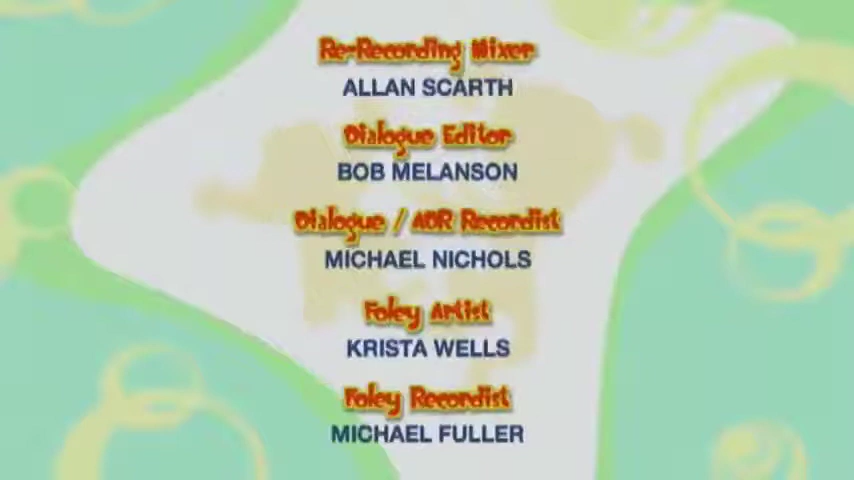 Re-Recording Mixer
ALLAN SCARTH
Dialogue Editor
BOB MELANSON
Dialogue / ADR Recordist
MICHAEL NICHOLS
Foley Artist
KRISTA WELLS
Foley Recordist
MICHAEL FULLER